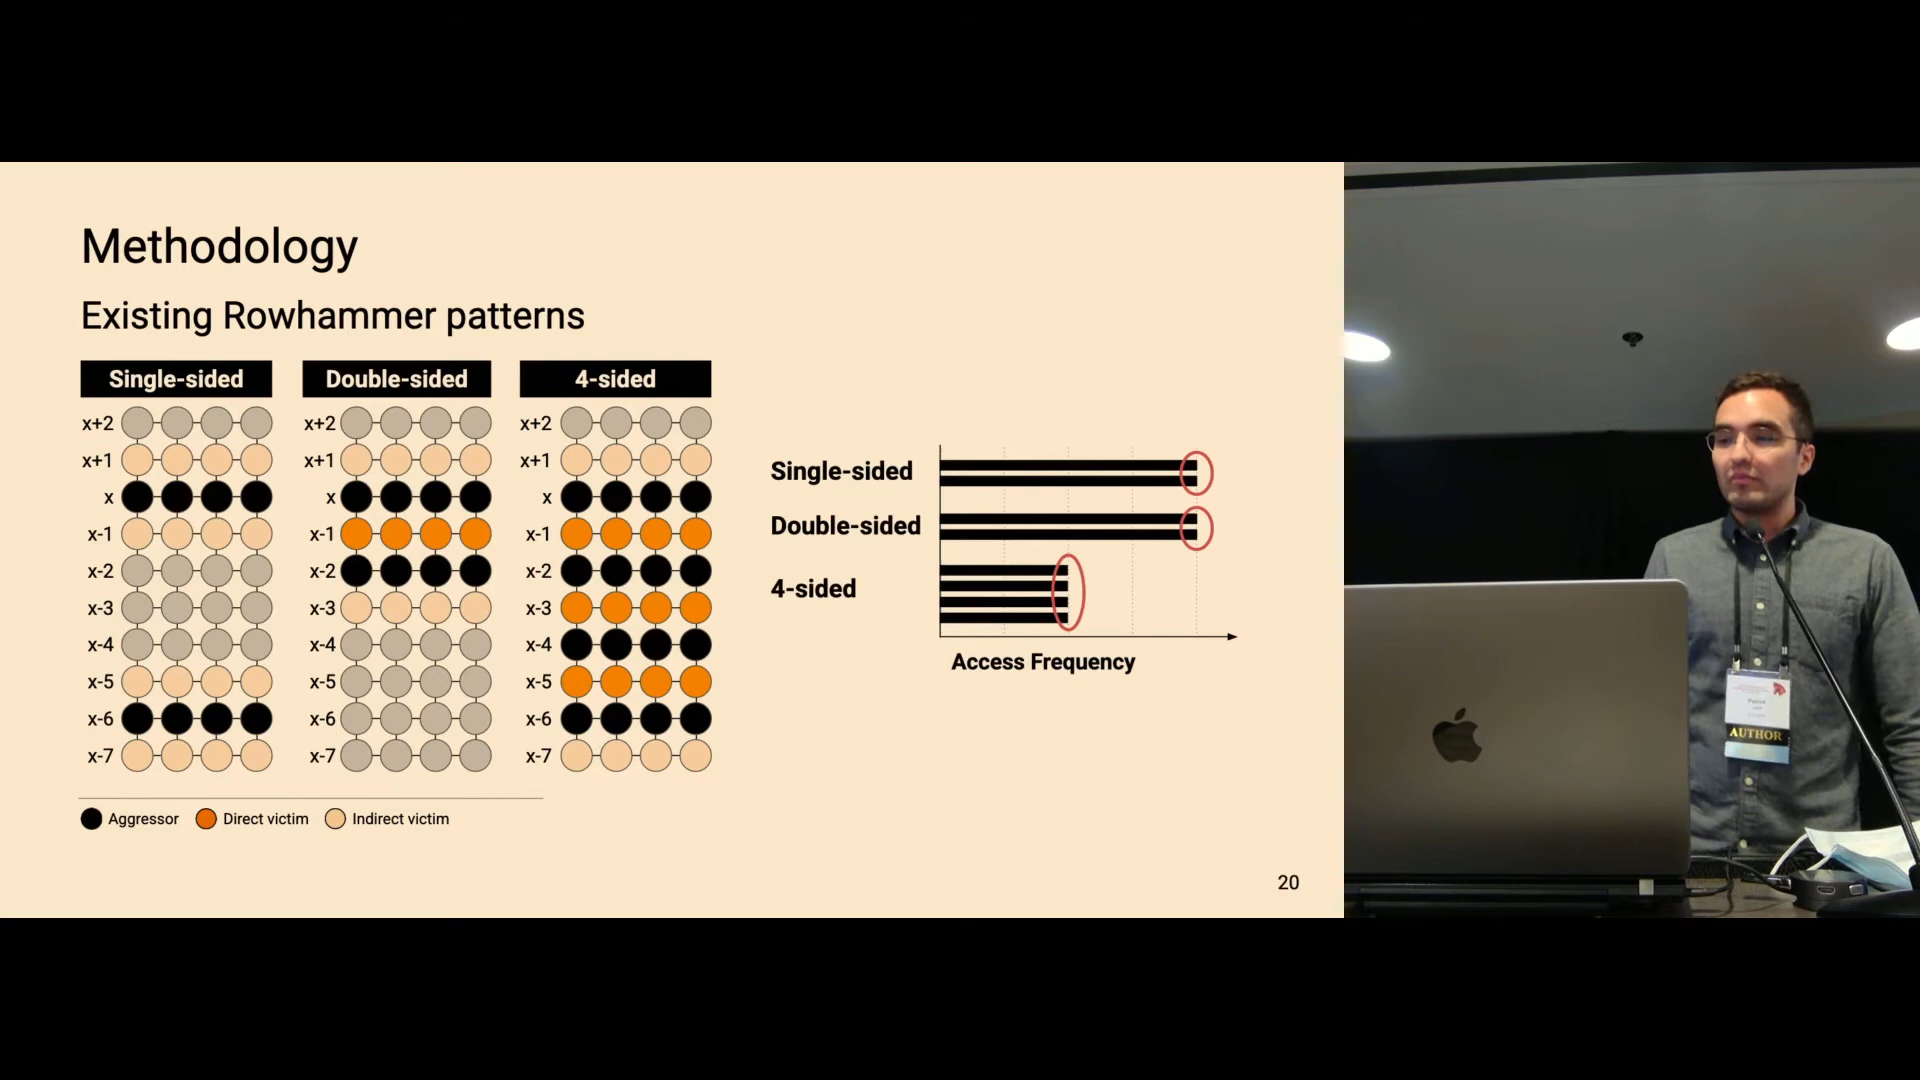 Methodology
Existing Rowhammer patterns
Single-sided
x+2
x+1
x
x-1
x-2
x-3
x-4
x-5
x-6
x-7
Double-sided
x+2
x+1
x
x-1
x-2
x-3
x-4
x-5
x-6
x-7
4-sided
x+2
x+1
x
x-1
x-2
x-3
x-4
x-5
x-6
x-7
Aggressor Direct victim Indirect victim
Single-sided
Double-sided
4-sided
Access Frequency
20
AUTHOR